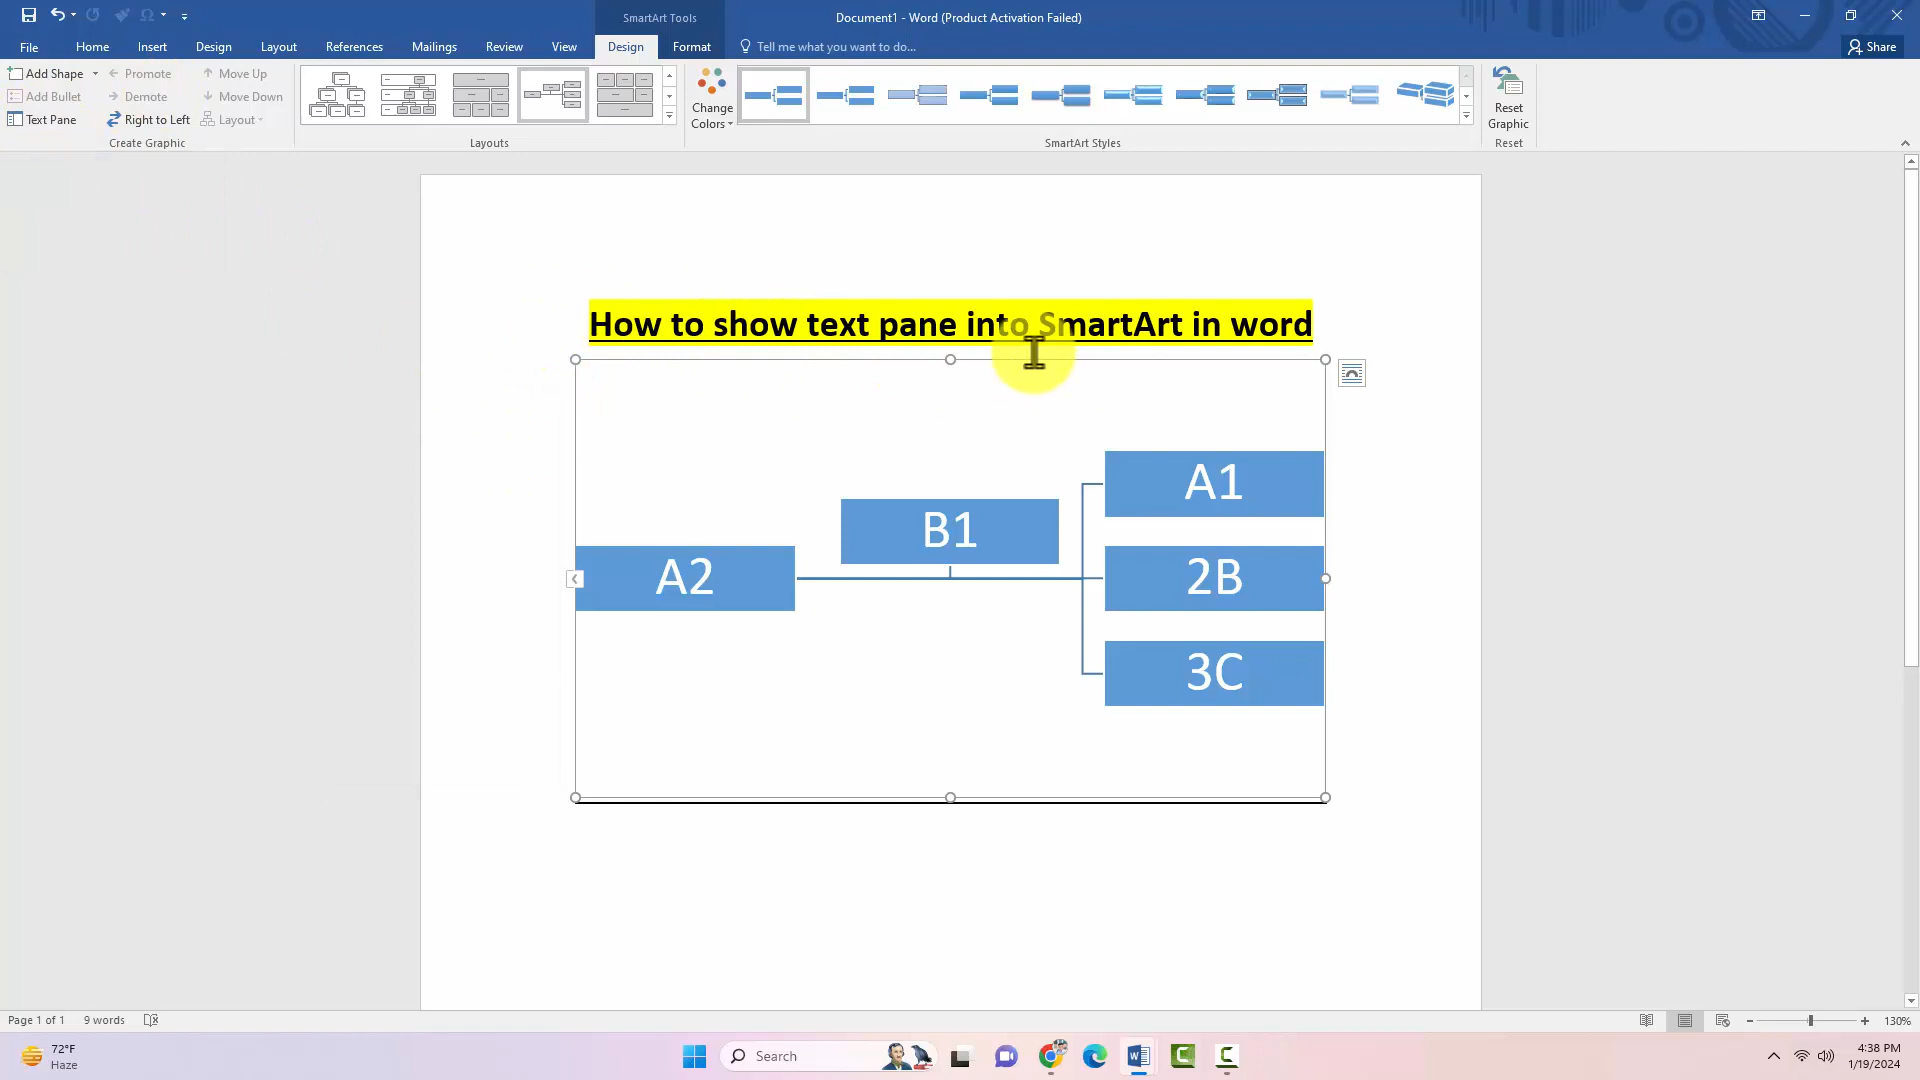 SmartArt Tools
Document1 - Word (Product Activation Failed)
File Home Insert Design Layout References Mailings Review View Design Format Tell me what you want to do... Share
Add Shape Promote Move Up
Add Bullet Demote Move Down
Text Pane Right to Left Layout
Create Graphic
Layouts
Change
Colors
SmartArt Styles
Reset
Graphic
Reset
How to show text pane into SmartArt in word
A1
B1
A2
2B
3C
Page 1 of 1 9 words
130%
72°F
Haze
Search
4:38 PM
1/19/2024